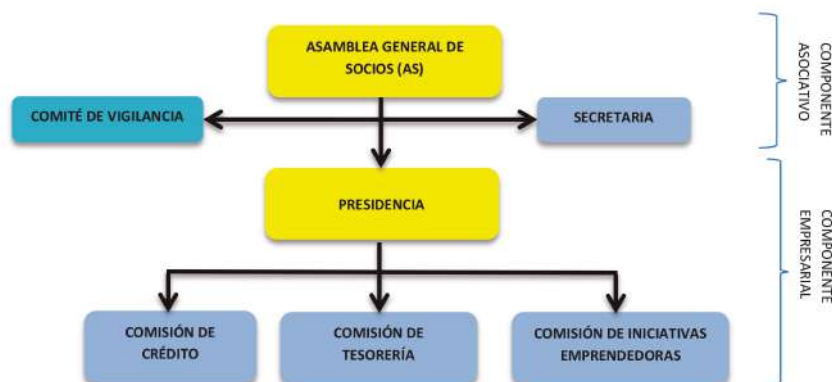 ASAMBLEA GENERAL DE
SOCIOS (AS)
COMITÉ DE VIGILANCIA
SECRETARIA
COMPONENTE
ASOCIATIVO
PRESIDENCIA
COMPONENTE
EMPRESARIAL
COMISIÓN DE
CRÉDITO
COMISIÓN DE
TESORERÍA
COMISIÓN DE INICIATIVAS
EMPRENDEDORAS